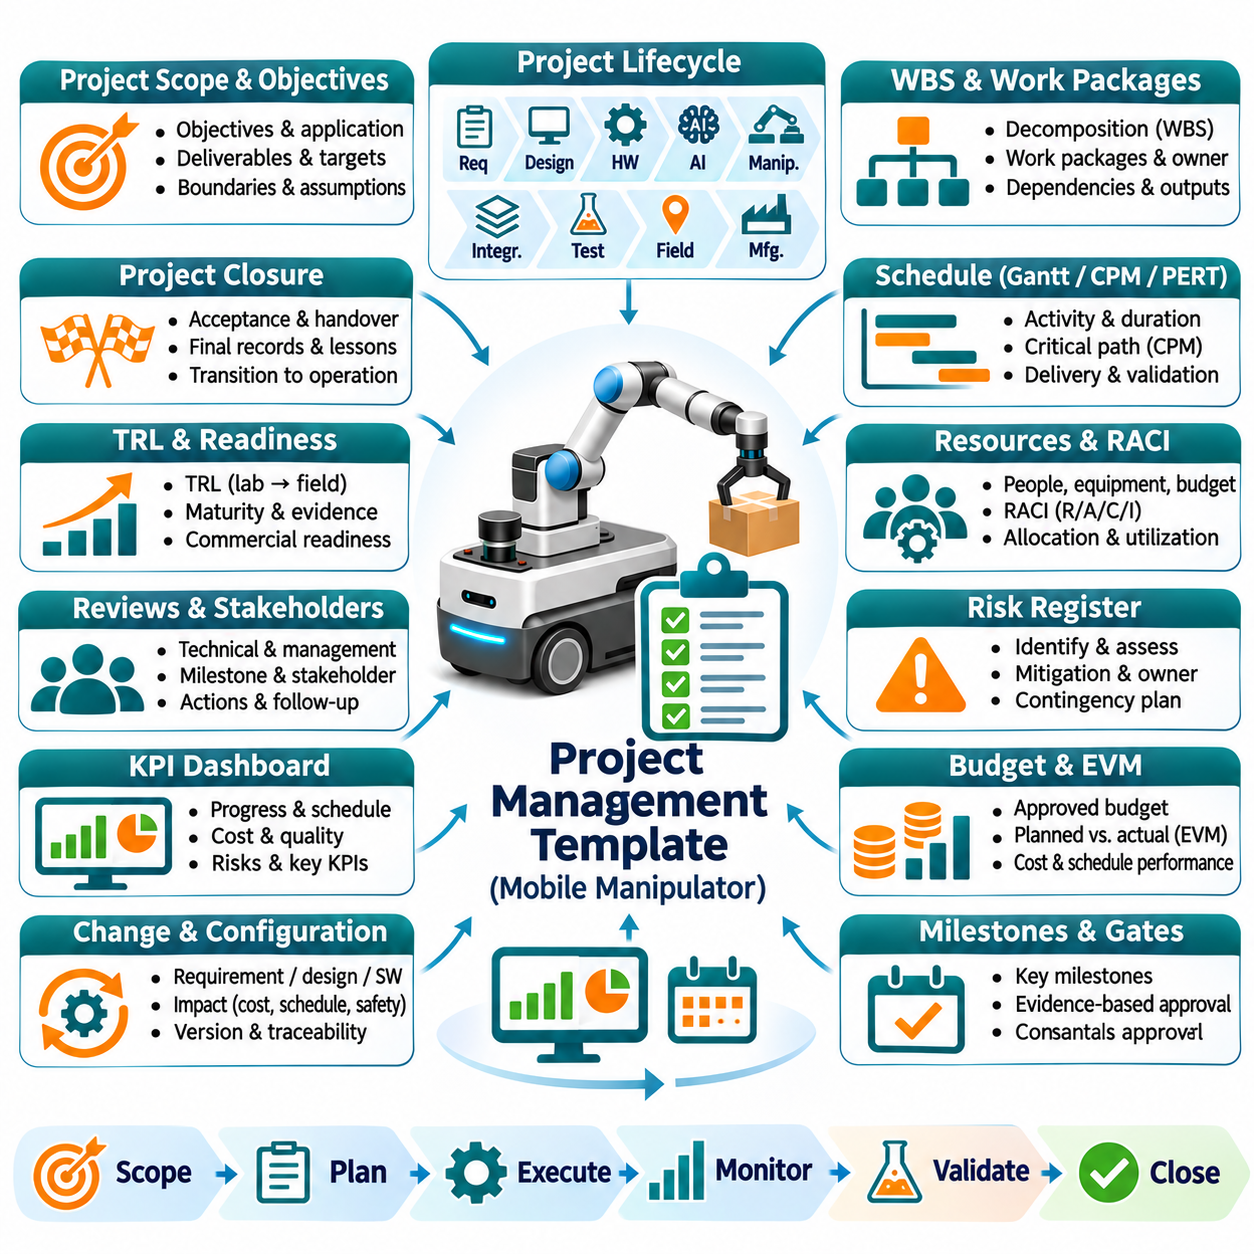 Project Scope & Objectives
• Objectives & application
• Deliverables & targets
• Boundaries & assumptions
Project Lifecycle
Req
Design
HW
AI
AI
Manip.
Integr.
Test
Field
Mfg.
WBS & Work Packages
• Decomposition (WBS)
• Work packages & owner
• Dependencies & outputs
Project Closure
• Acceptance & handover
• Final records & lessons
• Transition to operation
Schedule (Gantt / CPM / PERT)
• Activity & duration
• Critical path (CPM)
• Delivery & validation
TRL & Readiness
• TRL (lab → field)
• Maturity & evidence
• Commercial readiness
Resources & RACI
• People, equipment, budget
• RACI (R/A/C/I)
• Allocation & utilization
Reviews & Stakeholders
• Technical & management
• Milestone & stakeholder
• Actions & follow-up
Risk Register
• Identify & assess
• Mitigation & owner
• Contingency plan
KPI Dashboard
• Progress & schedule
• Cost & quality
• Risks & key KPIs
Project
Management
Template
(Mobile Manipulator)
Budget & EVM
• Approved budget
• Planned vs. actual (EVM)
• Cost & schedule performance
Change & Configuration
• Requirement / design / SW
• Impact (cost, schedule, safety)
• Version & traceability
Milestones & Gates
• Key milestones
• Evidence-based approval
• Consantals approvrl
Scope
Plan
Execute
Monitor
Validate
Close